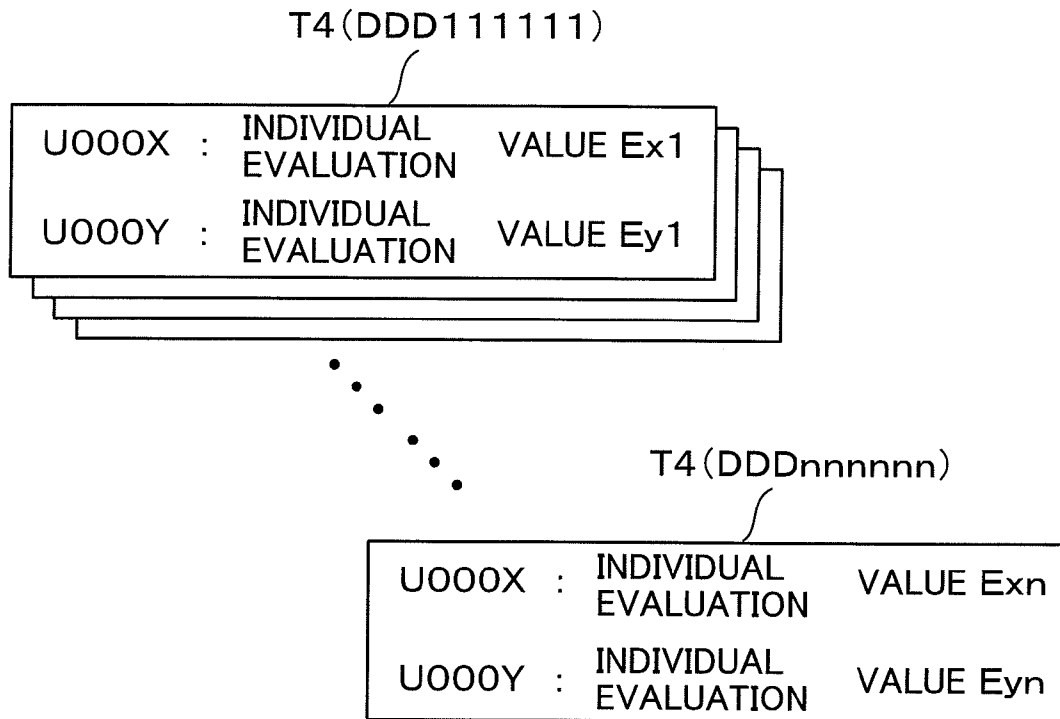 T4(DDD111111)
U000X : INDIVIDUAL EVALUATION VALUE Ex1
U000Y : INDIVIDUAL EVALUATION VALUE Ey1
T4(DDDnnnnnn)
U000X : INDIVIDUAL EVALUATION VALUE Exn
U000Y : INDIVIDUAL EVALUATION VALUE Eyn